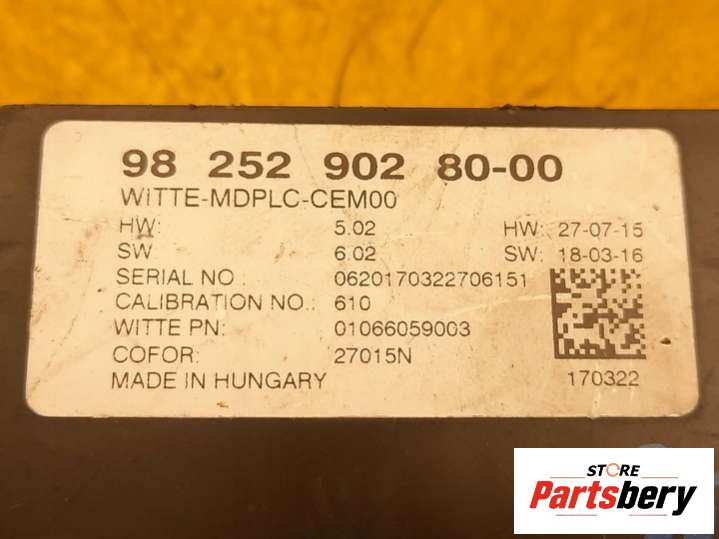 98 252 902 80-00
WITTE-MDPLC-CEM00
HW: 5.02 HW: 27-07-15
SW: 6.02 SW: 18-03-16
SERIAL NO.: 0620170322706151
CALIBRATION NO.: 610
WITTE PN: 01066059003
COFOR: 27015N
MADE IN HUNGARY 170322
STORE
Partsbery